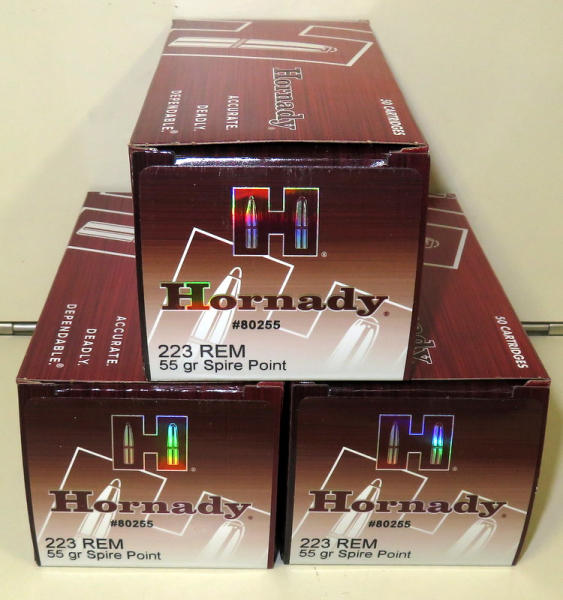 50 CARTRIDGES
Hornady®
ACCURATE.
DEADLY.
DEPENDABLE.®
H®
Hornady®
#80255
223 REM
55 gr Spire Point
ACCURATE.
DEADLY.
DEPENDABLE.®
H®
Hornady®
#80255
223 REM
55 gr Spire Point
50 CARTRIDGES
Hornady
H®
Hornady®
#80255
223 REM
55 gr Spire Point